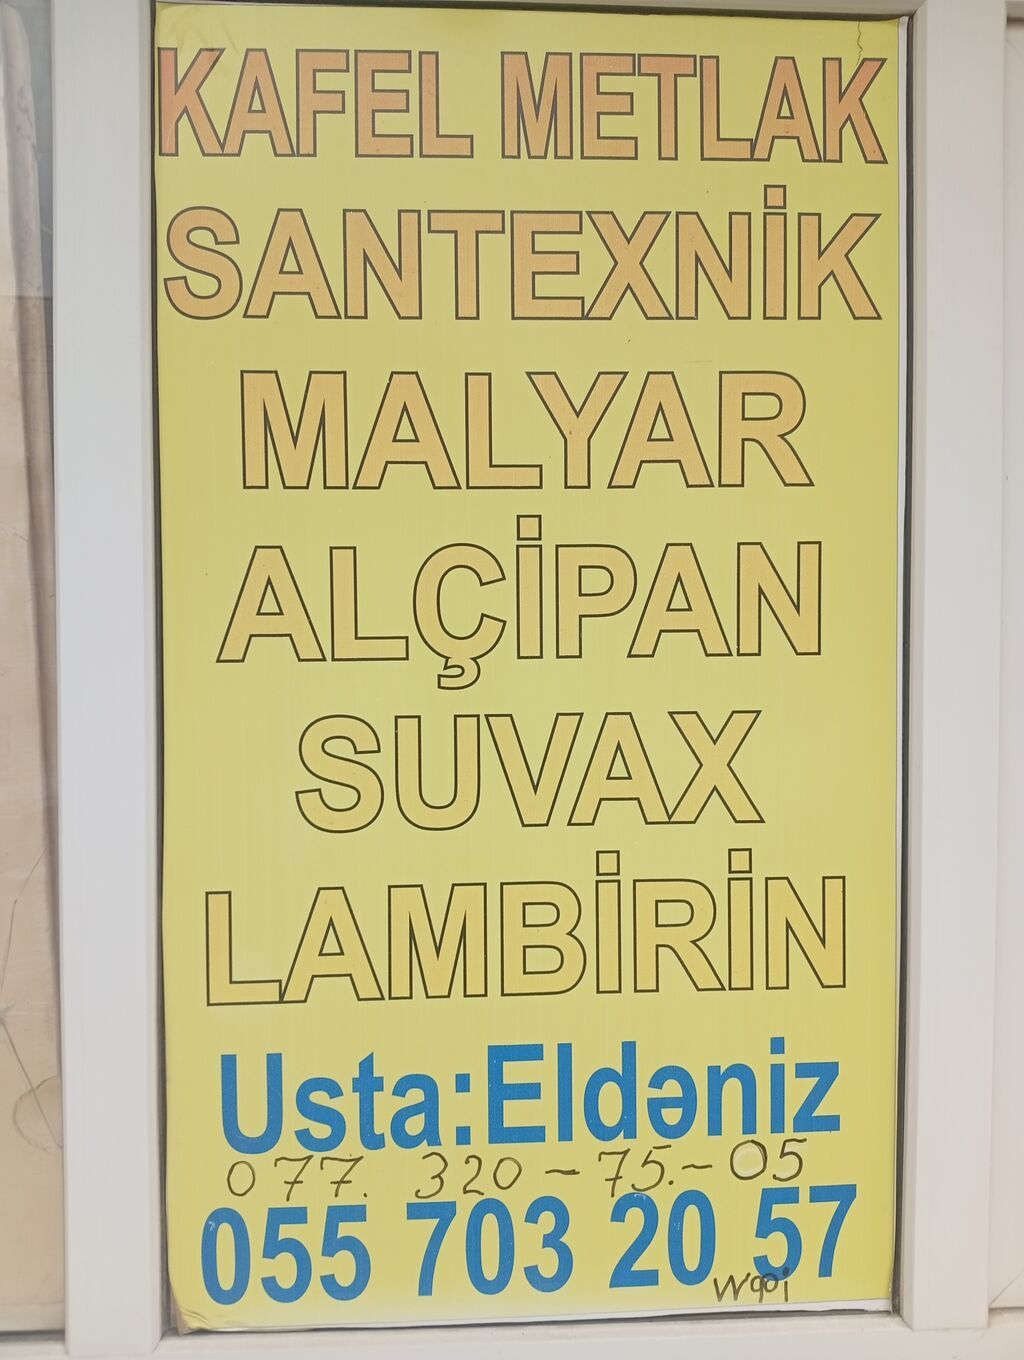 KAFEL METLAK
SANTEXNİK
MALYAR
ALÇİPAN
SUVAX
LAMBİRİN
Usta:Eldəniz
077. 320-75.-05
055 703 20 57